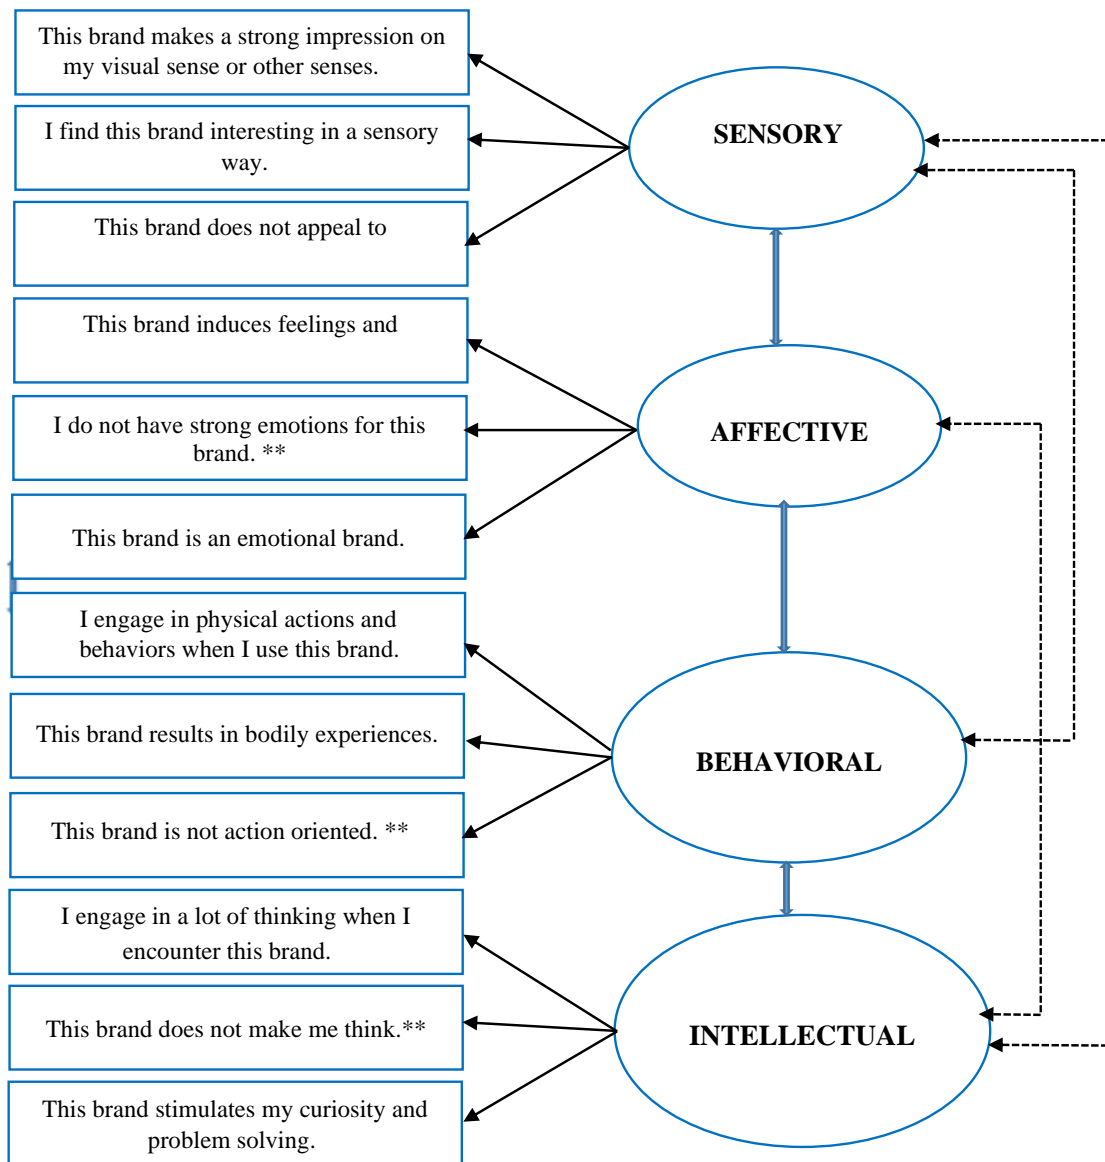 This brand makes a strong impression on
my visual sense or other senses.
I find this brand interesting in a sensory
way.
This brand does not appeal to
This brand induces feelings and
I do not have strong emotions for this
brand. **
This brand is an emotional brand.
I engage in physical actions and
behaviors when I use this brand.
This brand results in bodily experiences.
This brand is not action oriented. **
I engage in a lot of thinking when I
encounter this brand.
This brand does not make me think.**
This brand stimulates my curiosity and
problem solving.
SENSORY
AFFECTIVE
BEHAVIORAL
INTELLECTUAL